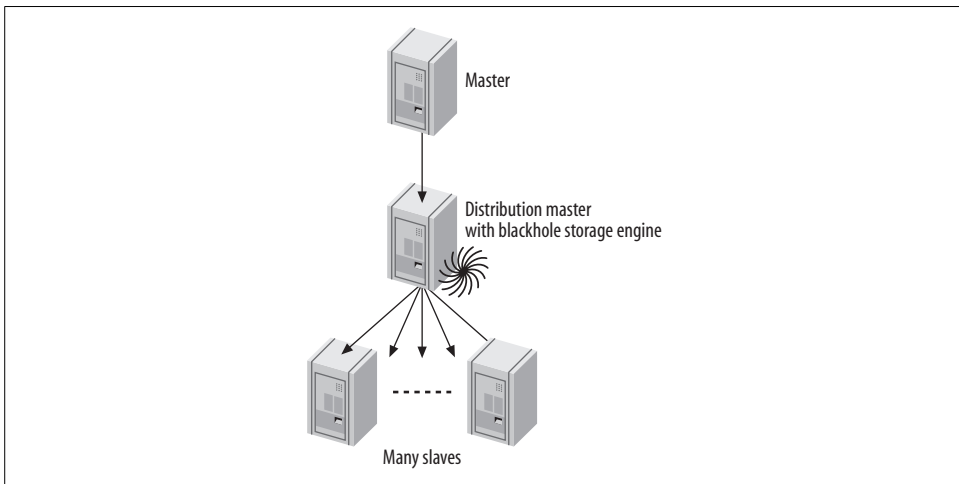 Master
Distribution master
with blackhole storage engine
Many slaves